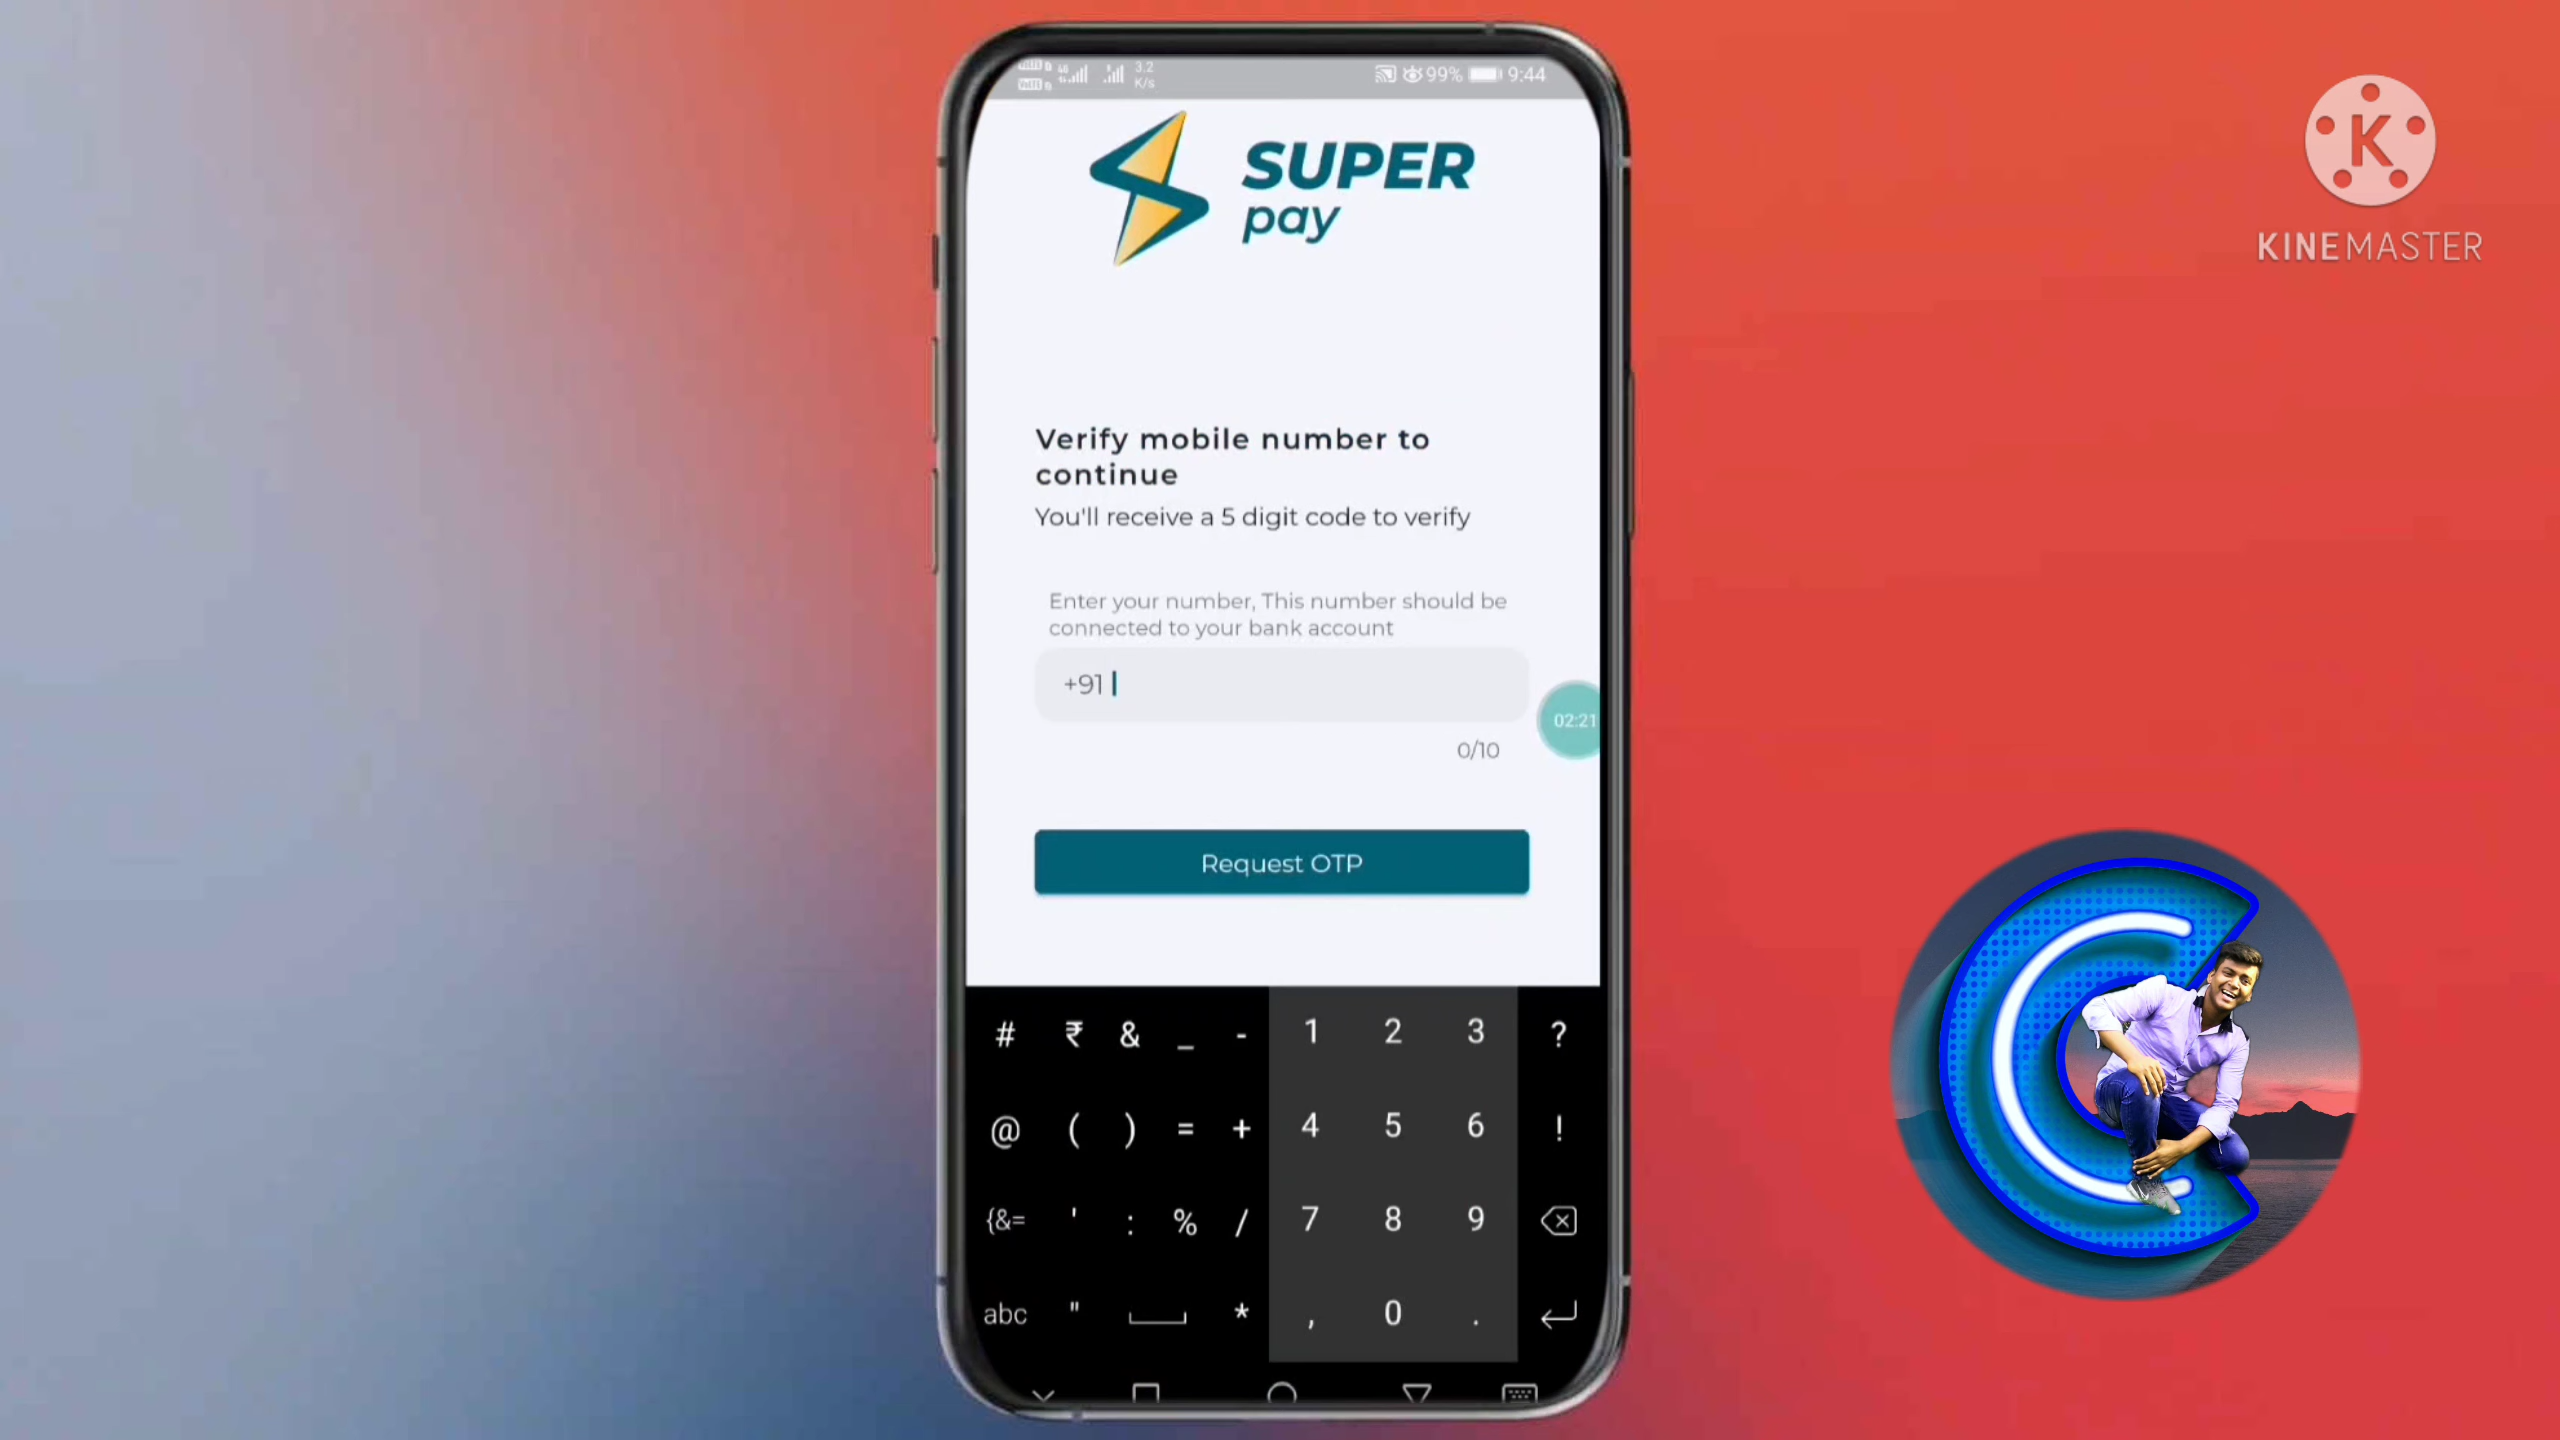 3.2
K/s
99%
9:44
SUPER
pay
K
KINEMASTER
Verify mobile number to
continue
You'll receive a 5 digit code to verify
Enter your number, This number should be
connected to your bank account
+91
02:21
0/10
Request OTP
# ₹ & _ - 1 2 3 ?
@ ( ) = + 4 5 6 !
{&= ' : % / 7 8 9
abc " * , 0 .